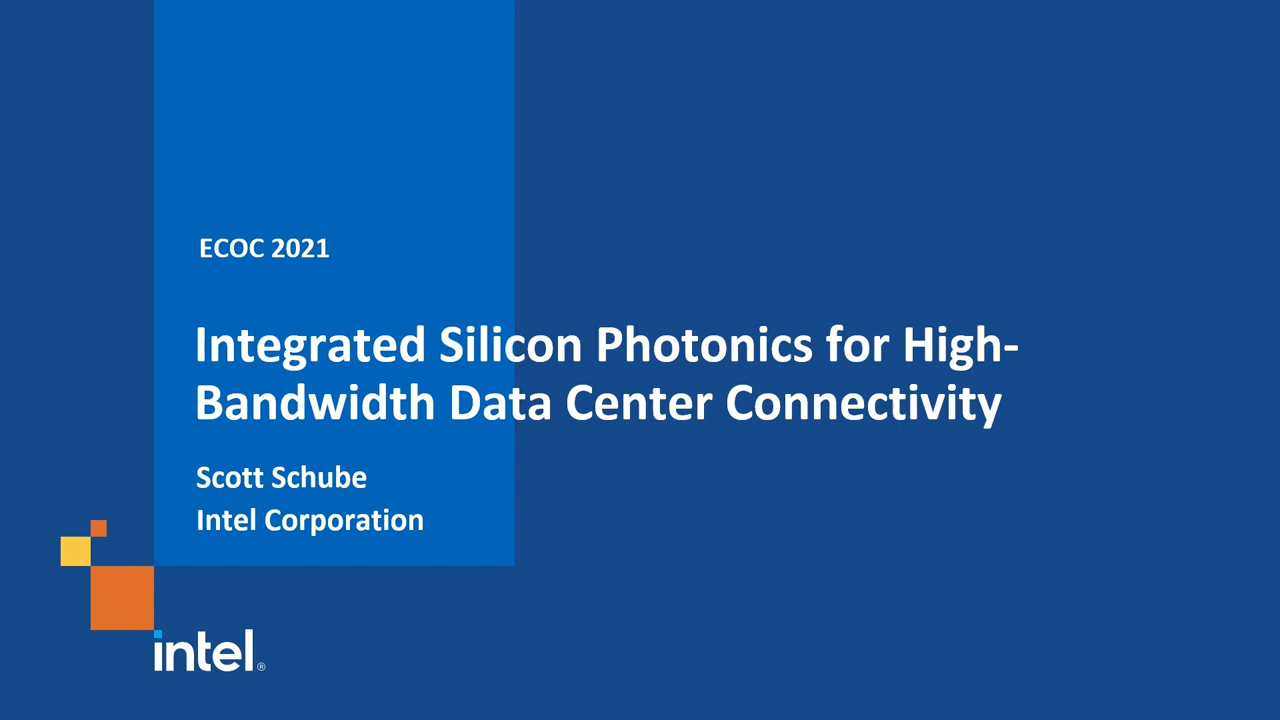 ECOC 2021
Integrated Silicon Photonics for High-
Bandwidth Data Center Connectivity
Scott Schube
Intel Corporation
intel®